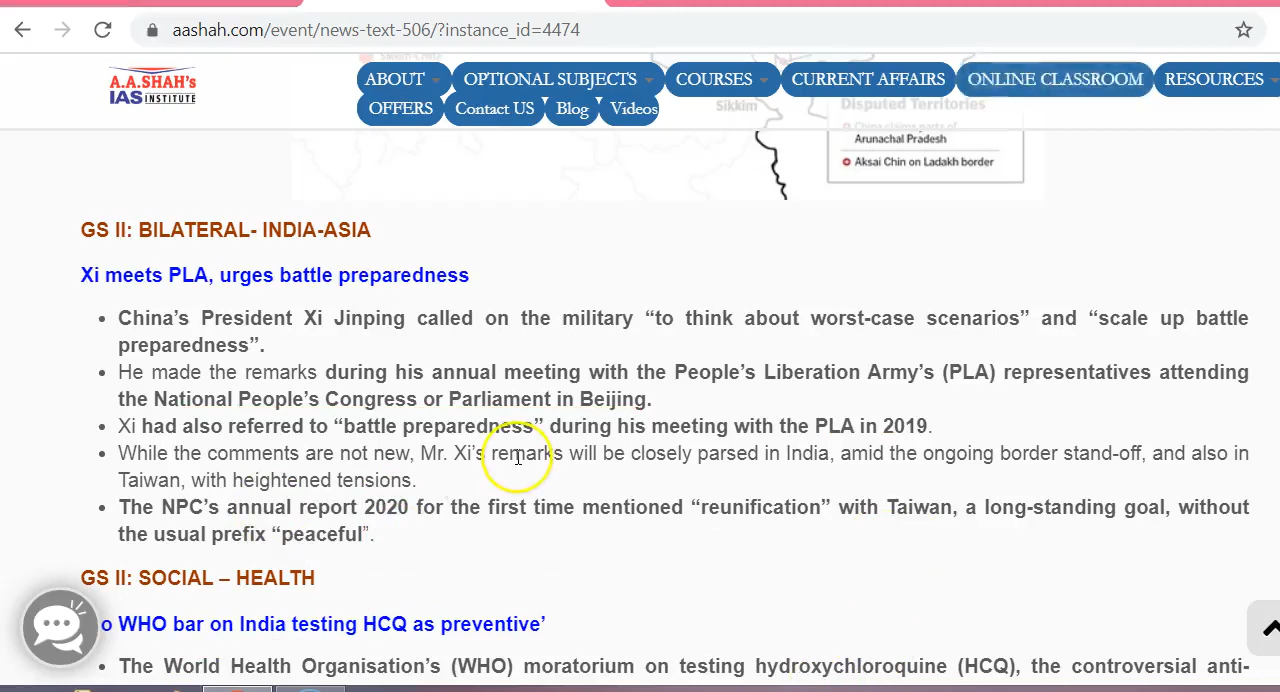 aashah.com/event/news-text-506/?instance_id=4474
A.A.SHAH's
IAS INSTITUTE
ABOUT OPTIONAL SUBJECTS COURSES CURRENT AFFAIRS ONLINE CLASSROOM RESOURCES
OFFERS Contact US Blog Videos
Sikkim
Disputed Territories
China claims parts of
Arunachal Pradesh
Aksai Chin on Ladakh border
GS II: BILATERAL- INDIA-ASIA
Xi meets PLA, urges battle preparedness
China’s President Xi Jinping called on the military “to think about worst-case scenarios” and “scale up battle
preparedness”.
He made the remarks during his annual meeting with the People’s Liberation Army’s (PLA) representatives attending
the National People’s Congress or Parliament in Beijing.
Xi had also referred to “battle preparedness” during his meeting with the PLA in 2019.
While the comments are not new, Mr. Xi’s remarks will be closely parsed in India, amid the ongoing border stand-off, and also in
Taiwan, with heightened tensions.
The NPC’s annual report 2020 for the first time mentioned “reunification” with Taiwan, a long-standing goal, without
the usual prefix “peaceful”.
GS II: SOCIAL – HEALTH
o WHO bar on India testing HCQ as preventive’
The World Health Organisation’s (WHO) moratorium on testing hydroxychloroquine (HCQ), the controversial anti-